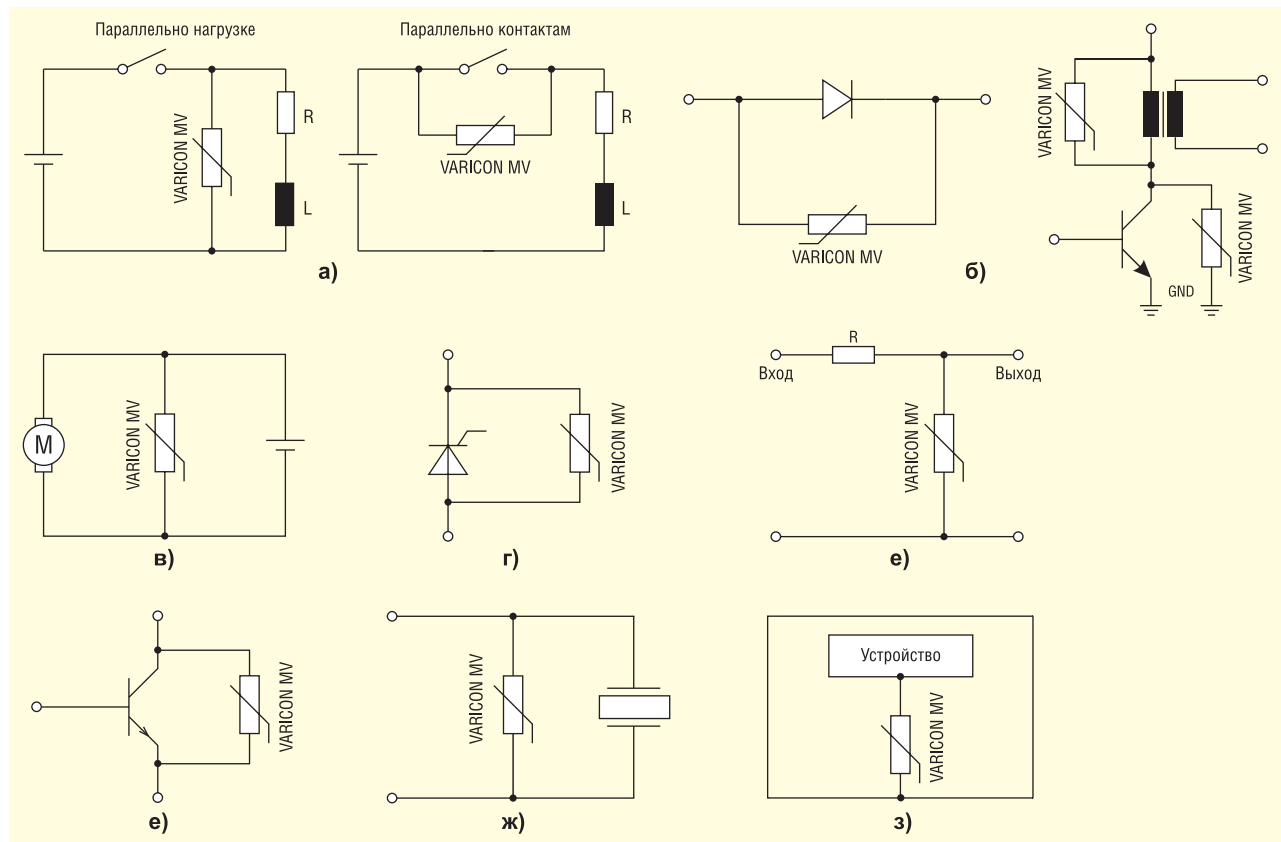 Параллельно нагрузке
Параллельно контактам
VARICON MV
R
L
VARICON MV
R
L
а)
VARICON MV
б)
VARICON MV
VARICON MV
GND
M
VARICON MV
в)
VARICON MV
г)
R
Вход
Выход
VARICON MV
е)
VARICON MV
е)
VARICON MV
ж)
Устройство
VARICON MV
з)